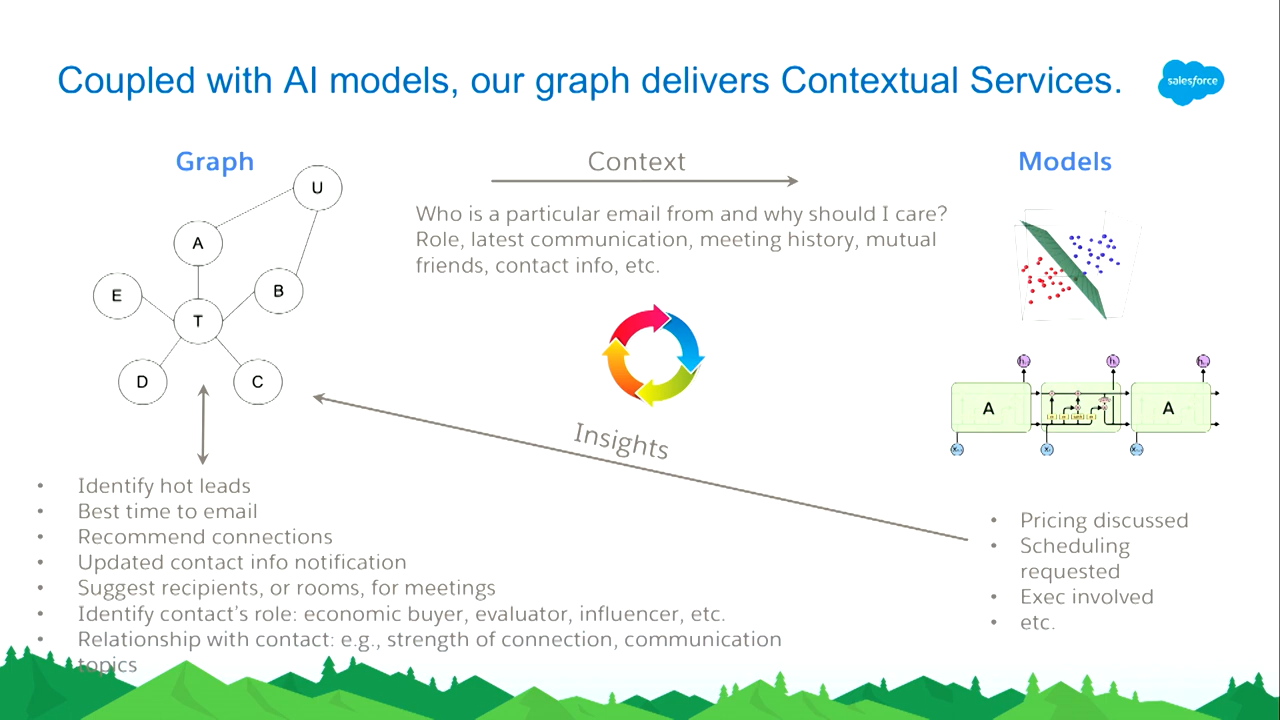 Coupled with AI models, our graph delivers Contextual Services.
salesforce
Graph
Context
Models
U
A
E
B
T
D
C
Who is a particular email from and why should I care?
Role, latest communication, meeting history, mutual
friends, contact info, etc.
A
A
Insights
• Identify hot leads
• Best time to email
• Recommend connections
• Updated contact info notification
• Suggest recipients, or rooms, for meetings
• Identify contact's role: economic buyer, evaluator, influencer, etc.
• Relationship with contact: e.g., strength of connection, communication
topics
• Pricing discussed
• Scheduling
requested
• Exec involved
• etc.